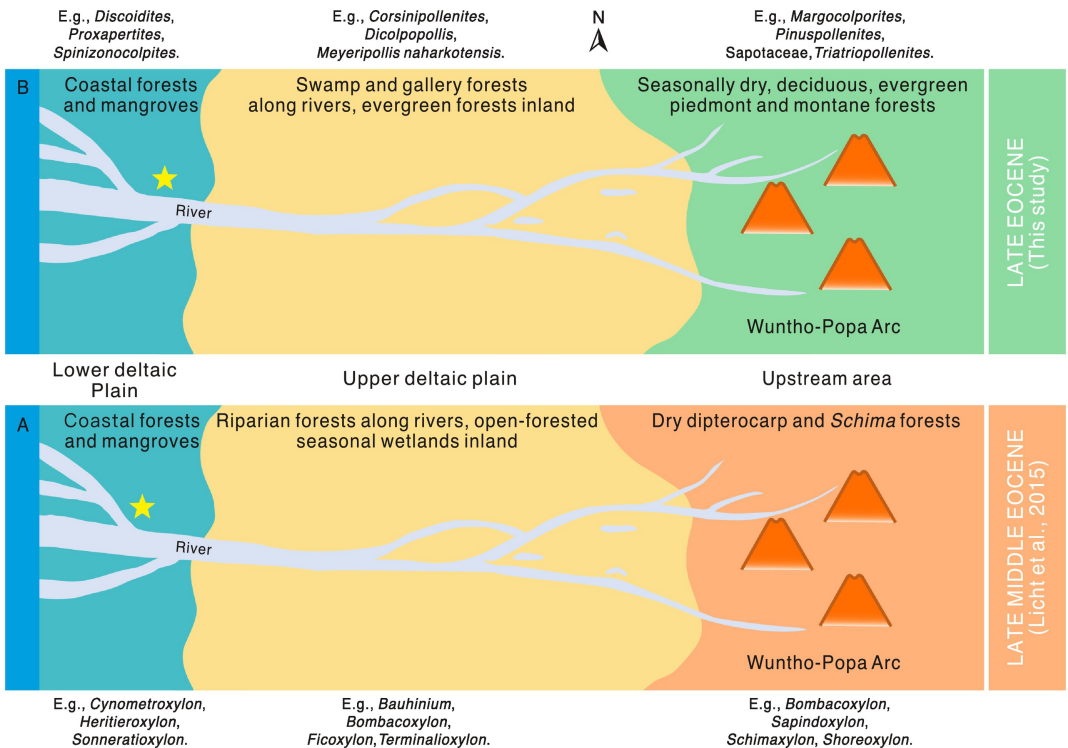 E.g., Discoidites,
Proxapertites,
Spinizonocolpites.
E.g., Corsinipollenites,
Dicolpopollis,
Meyeripollis naharkotensis.
N
E.g., Margocolporites,
Pinuspollenites,
Sapotaceae, Triatriopollenites.
B
Coastal forests
and mangroves
Swamp and gallery forests
along rivers, evergreen forests inland
Seasonally dry, deciduous, evergreen
piedmont and montane forests
River
Wuntho-Popa Arc
LATE EOCENE
(This study)
Lower deltaic
Plain
Upper deltaic plain
Upstream area
A
Coastal forests
and mangroves
Riparian forests along rivers, open-forested
seasonal wetlands inland
Dry dipterocarp and Schima forests
River
Wuntho-Popa Arc
LATE MIDDLE EOCENE
(Licht et al., 2015)
E.g., Cynometroxylon,
Heritieroxylon,
Sonneratioxylon.
E.g., Bauhinium,
Bombacoxylon,
Ficoxylon, Terminalioxylon.
E.g., Bombacoxylon,
Sapindoxylon,
Schimaxylon, Shoreoxylon.